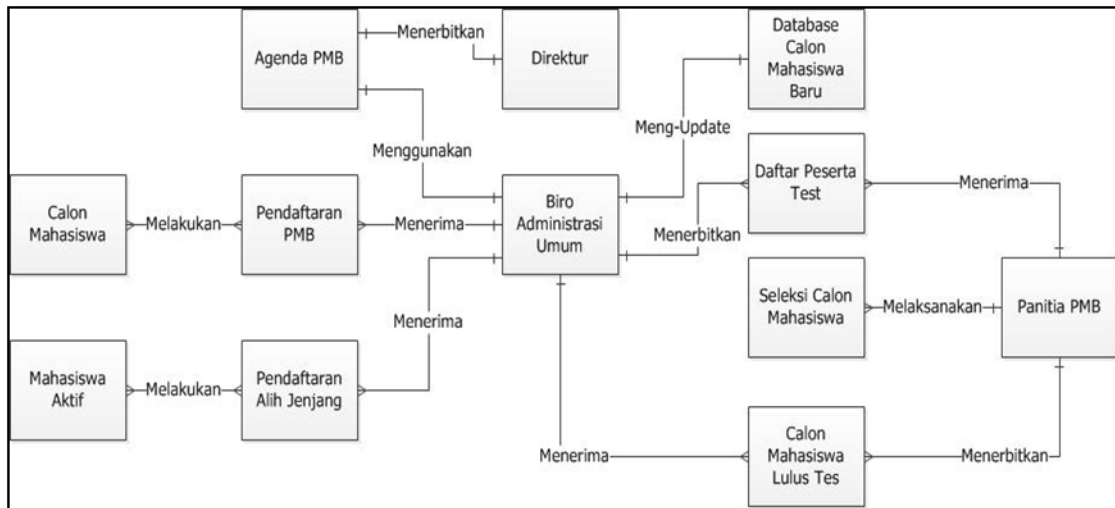 Agenda PMB
Menerbitkan
Direktur
Database
Calon
Mahasiswa
Baru
Menggunakan
Meng-Update
Calon
Mahasiswa
Melakukan
Pendaftaran
PMB
Menerima
Biro
Administrasi
Umum
Menerbitkan
Daftar Peserta
Test
Menerima
Mahasiswa
Aktif
Melakukan
Pendaftaran
Alih Jenjang
Menerima
Seleksi Calon
Mahasiswa
Melaksanakan
Panitia PMB
Menerima
Calon
Mahasiswa
Lulus Tes
Menerbitkan